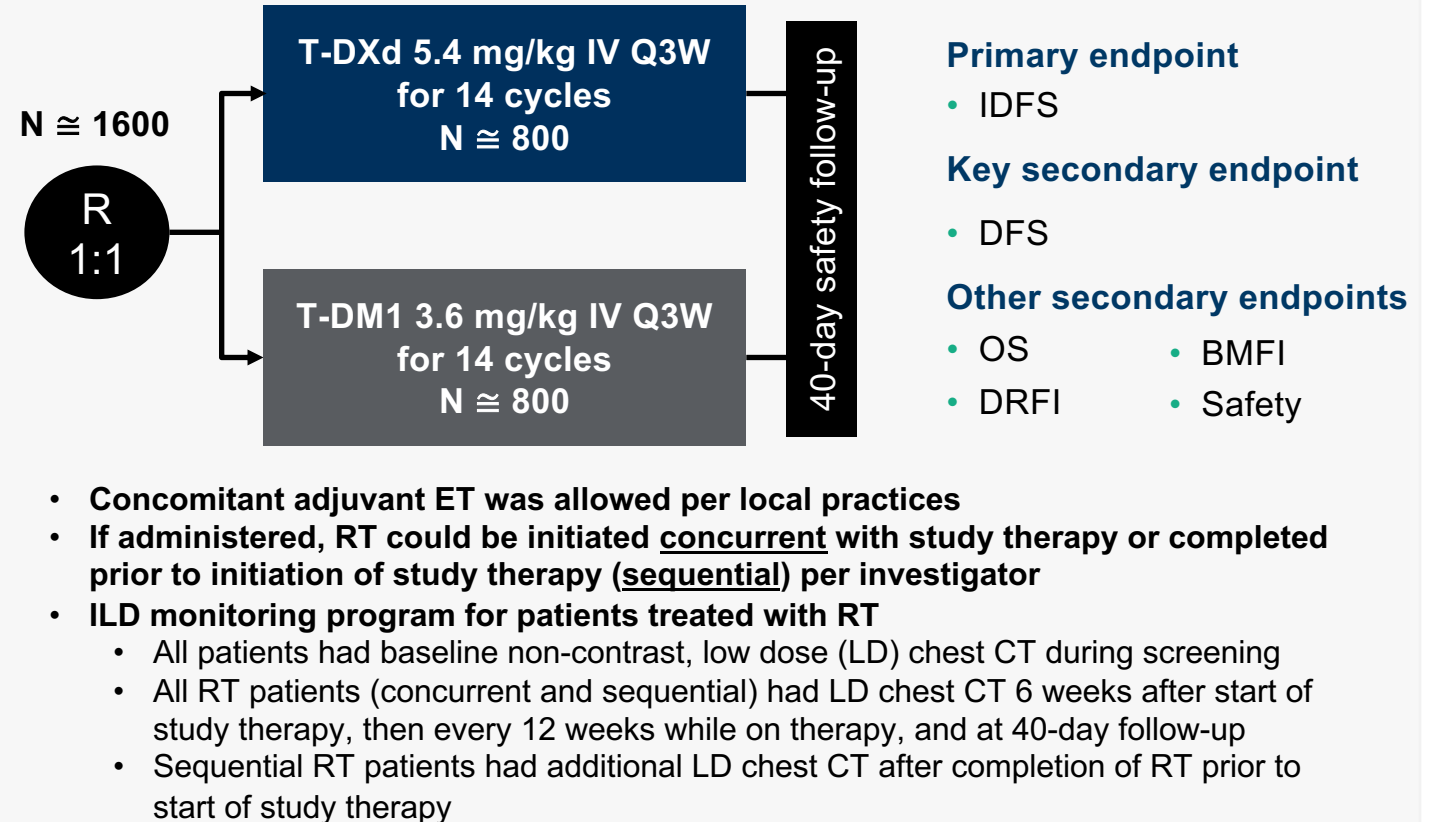 N ≅ 1600
R
1:1
T-DXd 5.4 mg/kg IV Q3W
for 14 cycles
N ≅ 800
T-DM1 3.6 mg/kg IV Q3W
for 14 cycles
N ≅ 800
40-day safety follow-up
Primary endpoint
• IDFS
Key secondary endpoint
• DFS
Other secondary endpoints
• OS
• DRFI
• BMFI
• Safety
• Concomitant adjuvant ET was allowed per local practices
• If administered, RT could be initiated concurrent with study therapy or completed
prior to initiation of study therapy (sequential) per investigator
• ILD monitoring program for patients treated with RT
• All patients had baseline non-contrast, low dose (LD) chest CT during screening
• All RT patients (concurrent and sequential) had LD chest CT 6 weeks after start of
study therapy, then every 12 weeks while on therapy, and at 40-day follow-up
• Sequential RT patients had additional LD chest CT after completion of RT prior to
start of study therapy